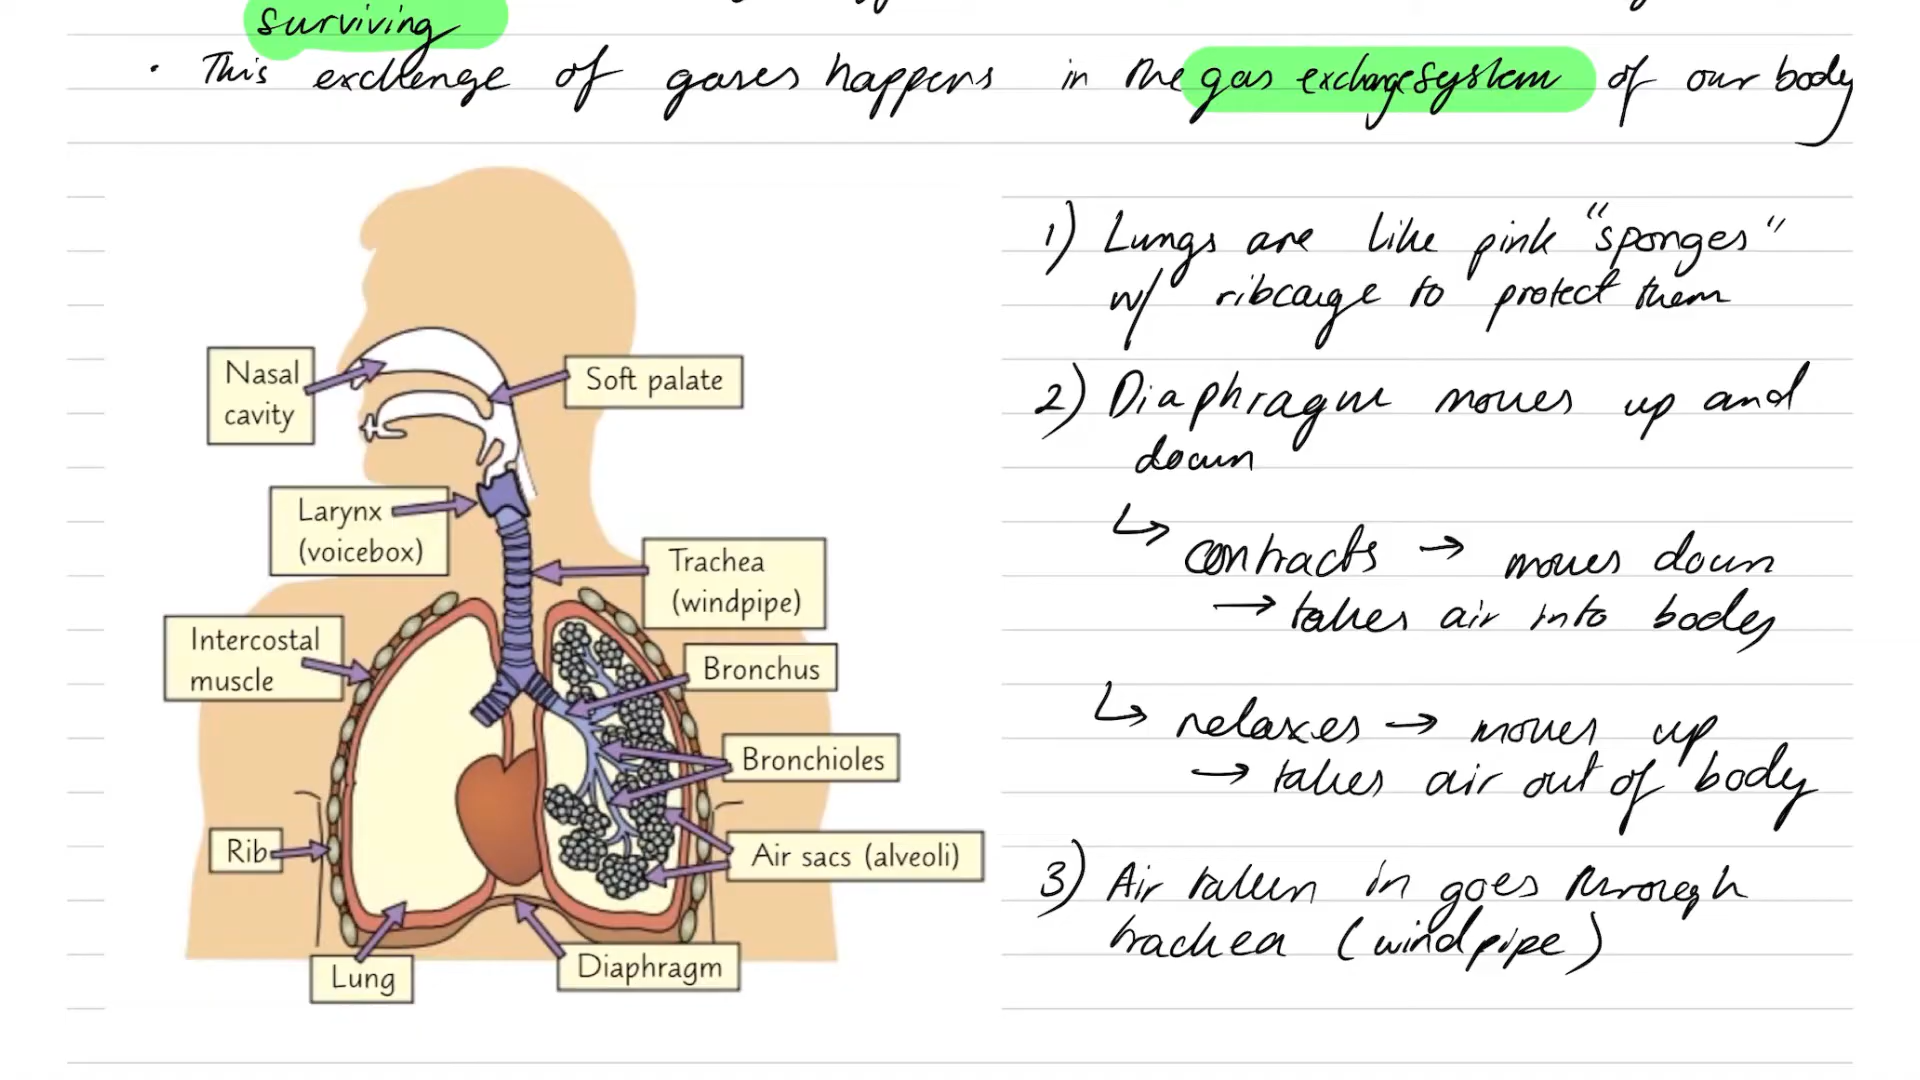 surviving
· This exchenge of gases happens in the gas exchange system of our body
Nasal
cavity
Soft palate
Larynx
(voicebox)
Trachea
(windpipe)
Intercostal
muscle
Bronchus
Bronchioles
Rib
Air sacs (alveoli)
Lung
Diaphragm
1) Lungs are like pink "sponges"
w/ ribcage to protect them
2) Diaphragm moves up and
down
↳ contracts → moves down
→ takes air into body
↳ relaxes → moves up
→ takes air out of body
3) Air taken in goes through
trachea (windpipe)